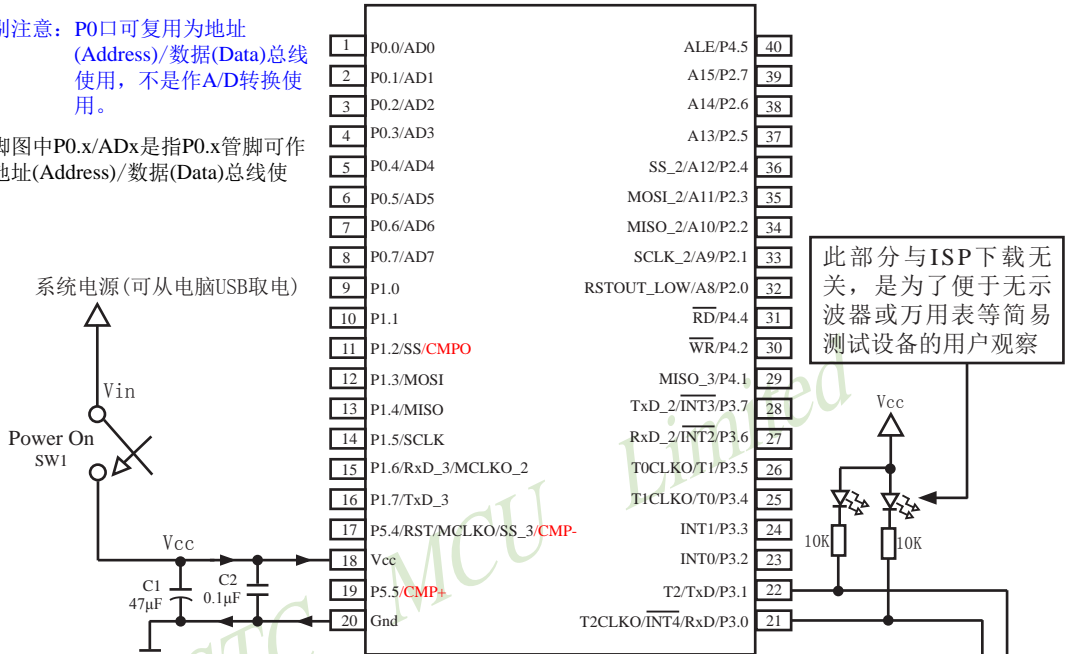 别注意：P0口可复用为地址
(Address)/数据(Data)总线
使用，不是作A/D转换使
用。
脚图中P0.x/ADx是指P0.x管脚可作
地址(Address)/数据(Data)总线使
系统电源(可从电脑USB取电)
Vin
Power On
SW1
Vcc
C1
47μF
C2
0.1μF
1 P0.0/AD0
2 P0.1/AD1
3 P0.2/AD2
4 P0.3/AD3
5 P0.4/AD4
6 P0.5/AD5
7 P0.6/AD6
8 P0.7/AD7
9 P1.0
10 P1.1
11 P1.2/SS/CMPO
12 P1.3/MOSI
13 P1.4/MISO
14 P1.5/SCLK
15 P1.6/RxD_3/MCLKO_2
16 P1.7/TxD_3
17 P5.4/RST/MCLKO/SS_3/CMP-
18 Vcc
19 P5.5/CMP+
20 Gnd
ALE/P4.5 40
A15/P2.7 39
A14/P2.6 38
A13/P2.5 37
SS_2/A12/P2.4 36
MOSI_2/A11/P2.3 35
MISO_2/A10/P2.2 34
SCLK_2/A9/P2.1 33
RSTOUT_LOW/A8/P2.0 32
RD/P4.4 31
WR/P4.2 30
MISO_3/P4.1 29
TxD_2/INT3/P3.7 28
RxD_2/INT2/P3.6 27
T0CLKO/T1/P3.5 26
T1CLKO/T0/P3.4 25
INT1/P3.3 24
INT0/P3.2 23
T2/TxD/P3.1 22
T2CLKO/INT4/RxD/P3.0 21
此部分与ISP下载无
关，是为了便于无示
波器或万用表等简易
测试设备的用户观察
Vcc
10K
10K
STC MCU Limited